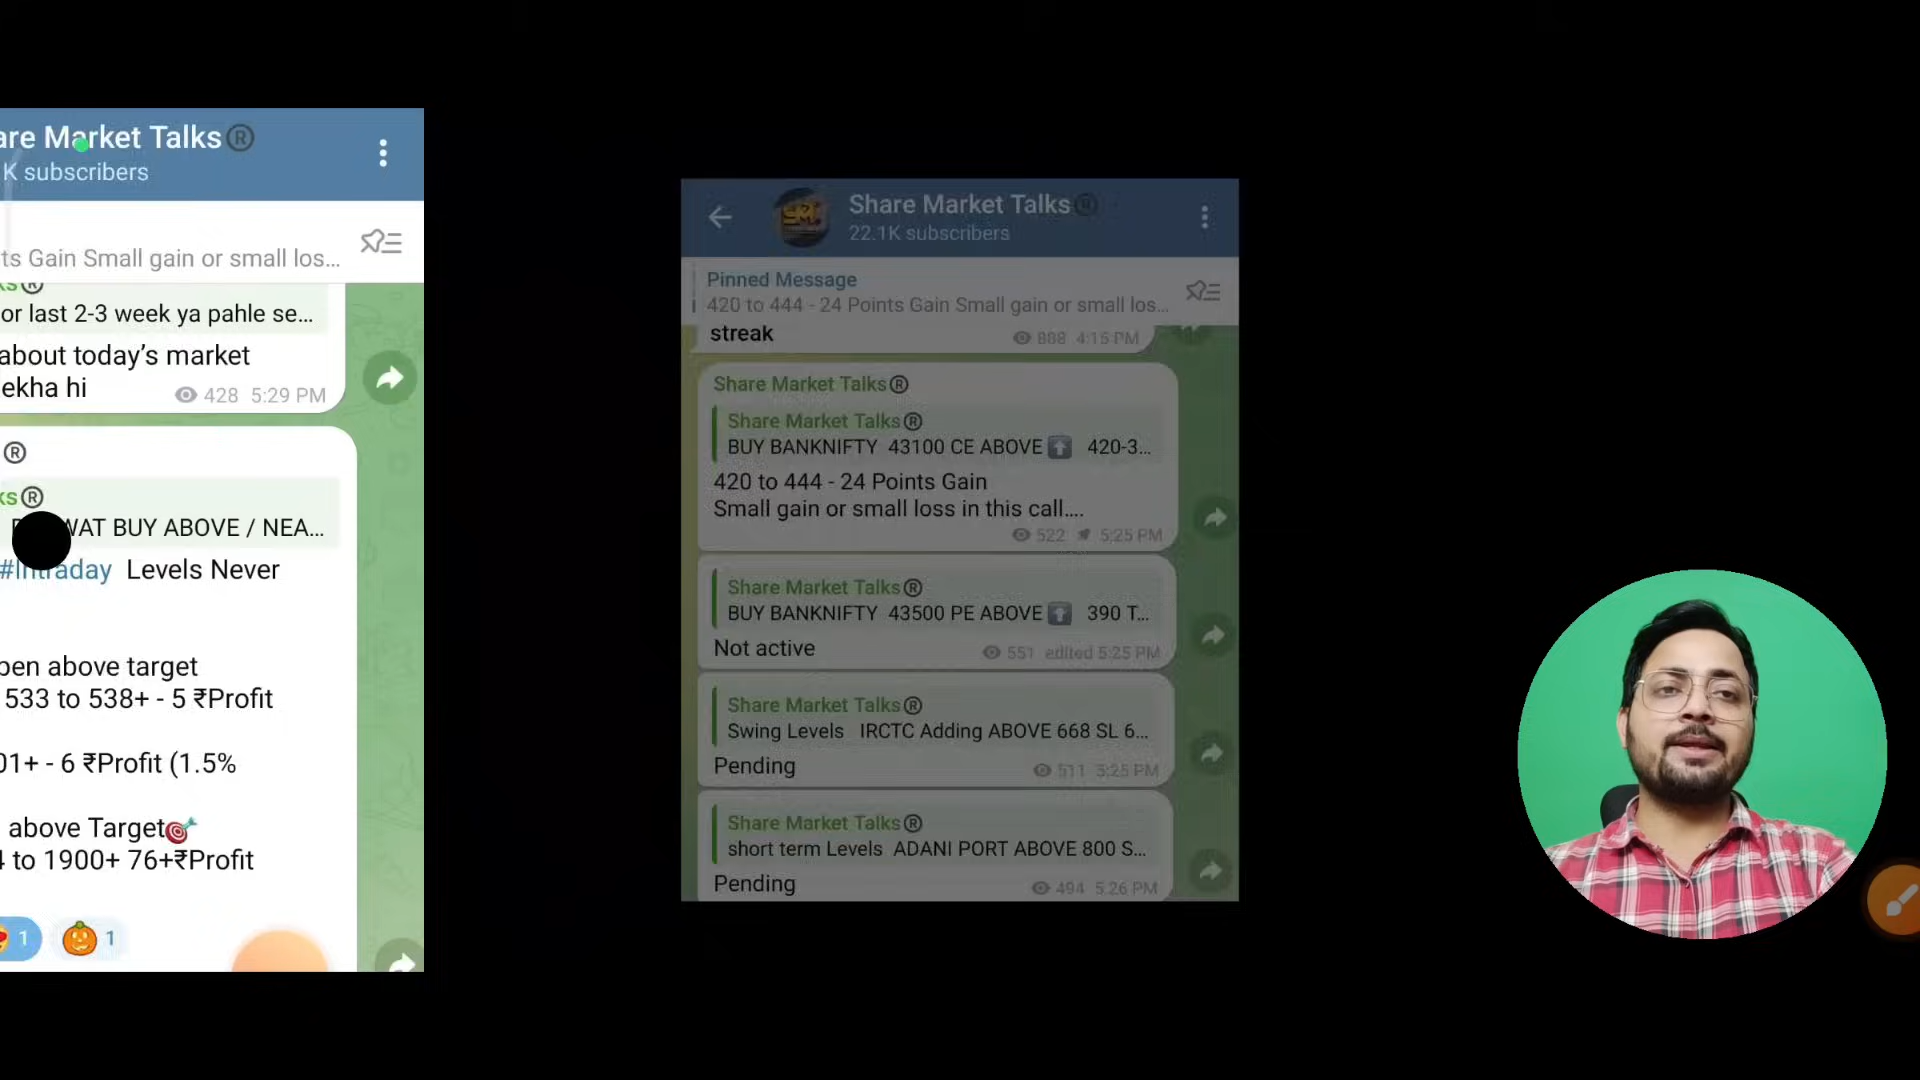 are Market Talks®
K subscribers
ts Gain Small gain or small los...
ks®
or last 2-3 week ya pahle se...
about today's market
ekha hi
428 5:29 PM
®
ks®
WAT BUY ABOVE / NEA...
#Intraday Levels Never
pen above target
533 to 538+ - 5 ₹Profit
01+ - 6 ₹Profit (1.5%
above Target🎯
4 to 1900+ 76+₹Profit
1
1
Share Market Talks®
22.1K subscribers
Pinned Message
420 to 444 - 24 Points Gain Small gain or small los...
streak
888 4:15 PM
Share Market Talks®
Share Market Talks®
BUY BANKNIFTY 43100 CE ABOVE ⬆ 420-3...
420 to 444 - 24 Points Gain
Small gain or small loss in this call....
522 5:25 PM
Share Market Talks®
BUY BANKNIFTY 43500 PE ABOVE ⬆ 390 T...
Not active
551 edited 5:25 PM
Share Market Talks®
Swing Levels IRCTC Adding ABOVE 668 SL 6...
Pending
511 5:25 PM
Share Market Talks®
short term Levels ADANI PORT ABOVE 800 S...
Pending
494 5:26 PM